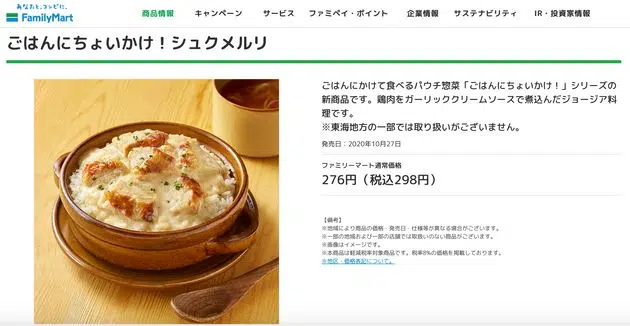 あなたと、コンビに、
FamilyMart
商品情報 キャンペーン サービス ファミペイ・ポイント 企業情報 サステナビリティ IR・投資家情報
ごはんにちょいかけ！シュクメルリ
ごはんにかけて食べるパウチ惣菜「ごはんにちょいかけ！」シリーズの
新商品です。鶏肉をガーリッククリームソースで煮込んだジョージア料
理です。
※東海地方の一部では取り扱いがございません。
発売日：2020年10月27日
ファミリーマート通常価格
276円（税込298円）
【備考】
※地域により商品の価格・発売日・仕様等が異なる場合がございます。
※一部の地域および一部の店舗では取扱いのない商品がございます。
※画像はイメージです。
※本商品は軽減税率対象商品です。税率8%の価格を掲載しております。
※地区・価格表記について。